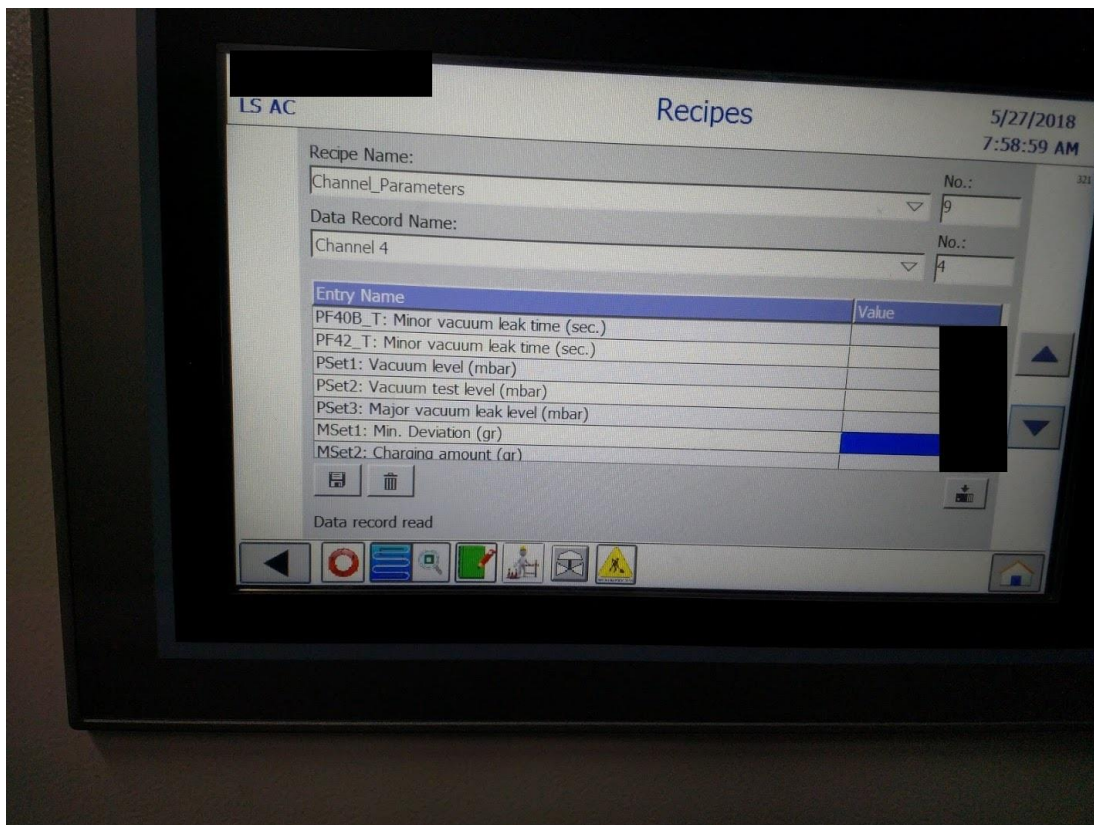 LS AC
Recipes
5/27/2018
7:58:59 AM
321
Recipe Name:
No.:
Channel_Parameters
9
Data Record Name:
No.:
Channel 4
4
Entry Name Value
PF40B_T: Minor vacuum leak time (sec.)
PF42_T: Minor vacuum leak time (sec.)
PSet1: Vacuum level (mbar)
PSet2: Vacuum test level (mbar)
PSet3: Major vacuum leak level (mbar)
MSet1: Min. Deviation (gr)
MSet2: Charging amount (gr)
Data record read